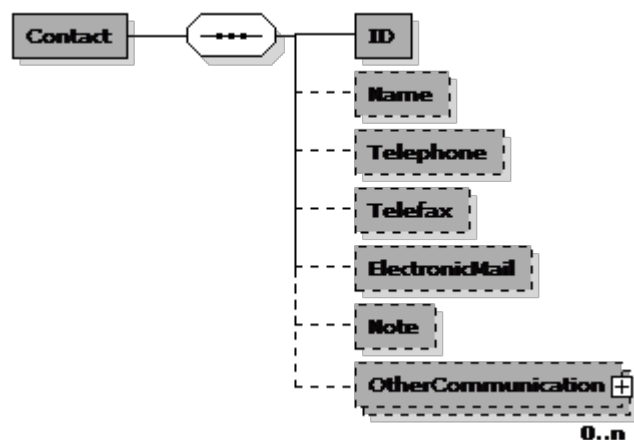 Contact
ID
Name
Telephone
Telefax
ElectronicMail
Note
OtherCommunication
0..n